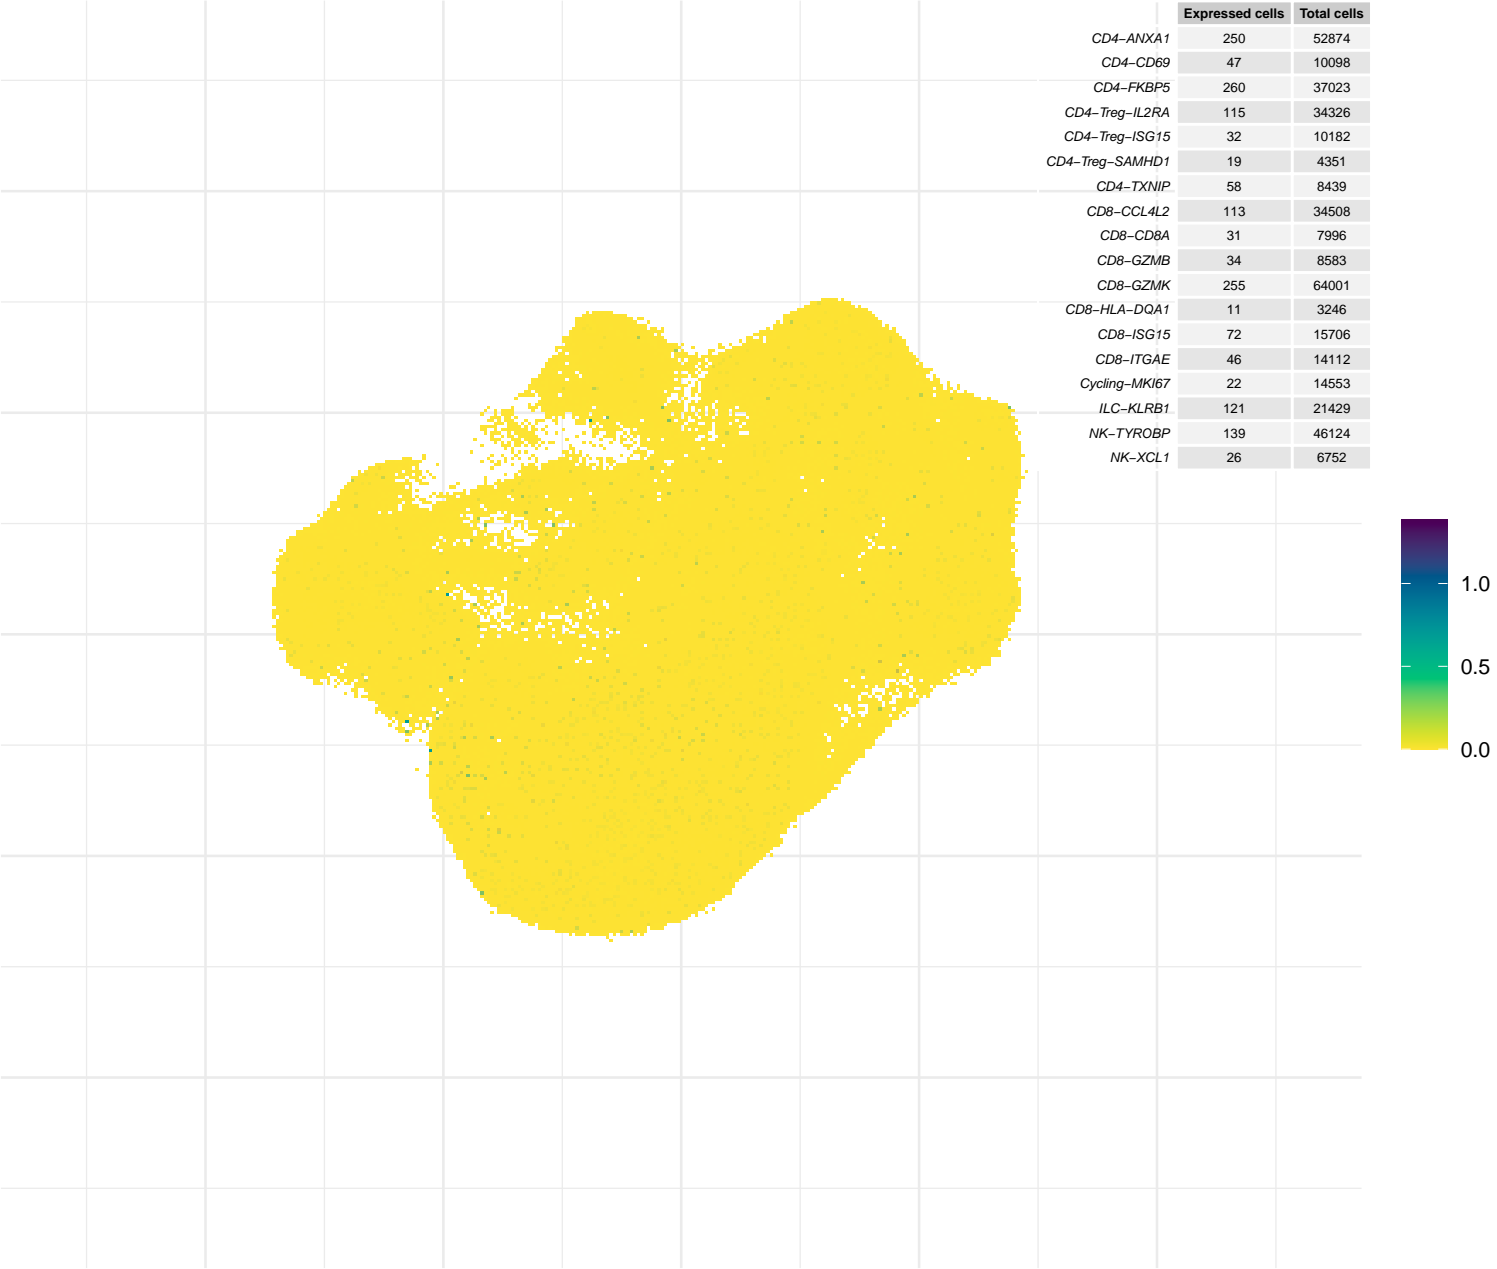 Expressed cells Total cells
CD4−ANXA1 250 52874
CD4−CD69 47 10098
CD4−FKBP5 260 37023
CD4−Treg−IL2RA 115 34326
CD4−Treg−ISG15 32 10182
CD4−Treg−SAMHD1 19 4351
CD4−TXNIP 58 8439
CD8−CCL4L2 113 34508
CD8−CD8A 31 7996
CD8−GZMB 34 8583
CD8−GZMK 255 64001
CD8−HLA−DQA1 11 3246
CD8−ISG15 72 15706
CD8−ITGAE 46 14112
Cycling−MKI67 22 14553
ILC−KLRB1 121 21429
NK−TYROBP 139 46124
NK−XCL1 26 6752
1.0
0.5
0.0